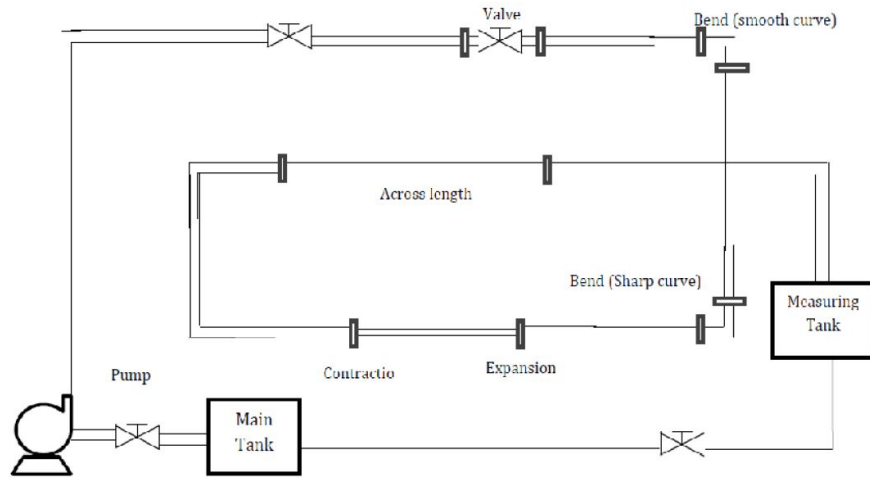 Valve
Bend (smooth curve)
Across length
Bend (Sharp curve)
Measuring
Tank
Contractio
Expansion
Pump
Main
Tank